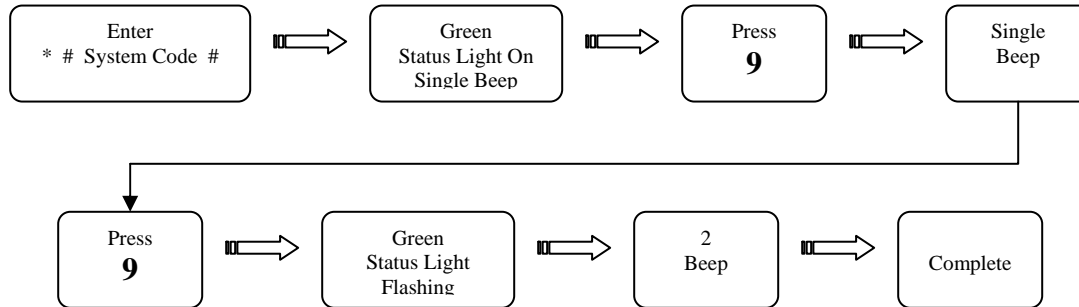 Enter
* # System Code #
Green
Status Light On
Single Beep
Press
9
Single
Beep
Press
9
Green
Status Light
Flashing
2
Beep
Complete